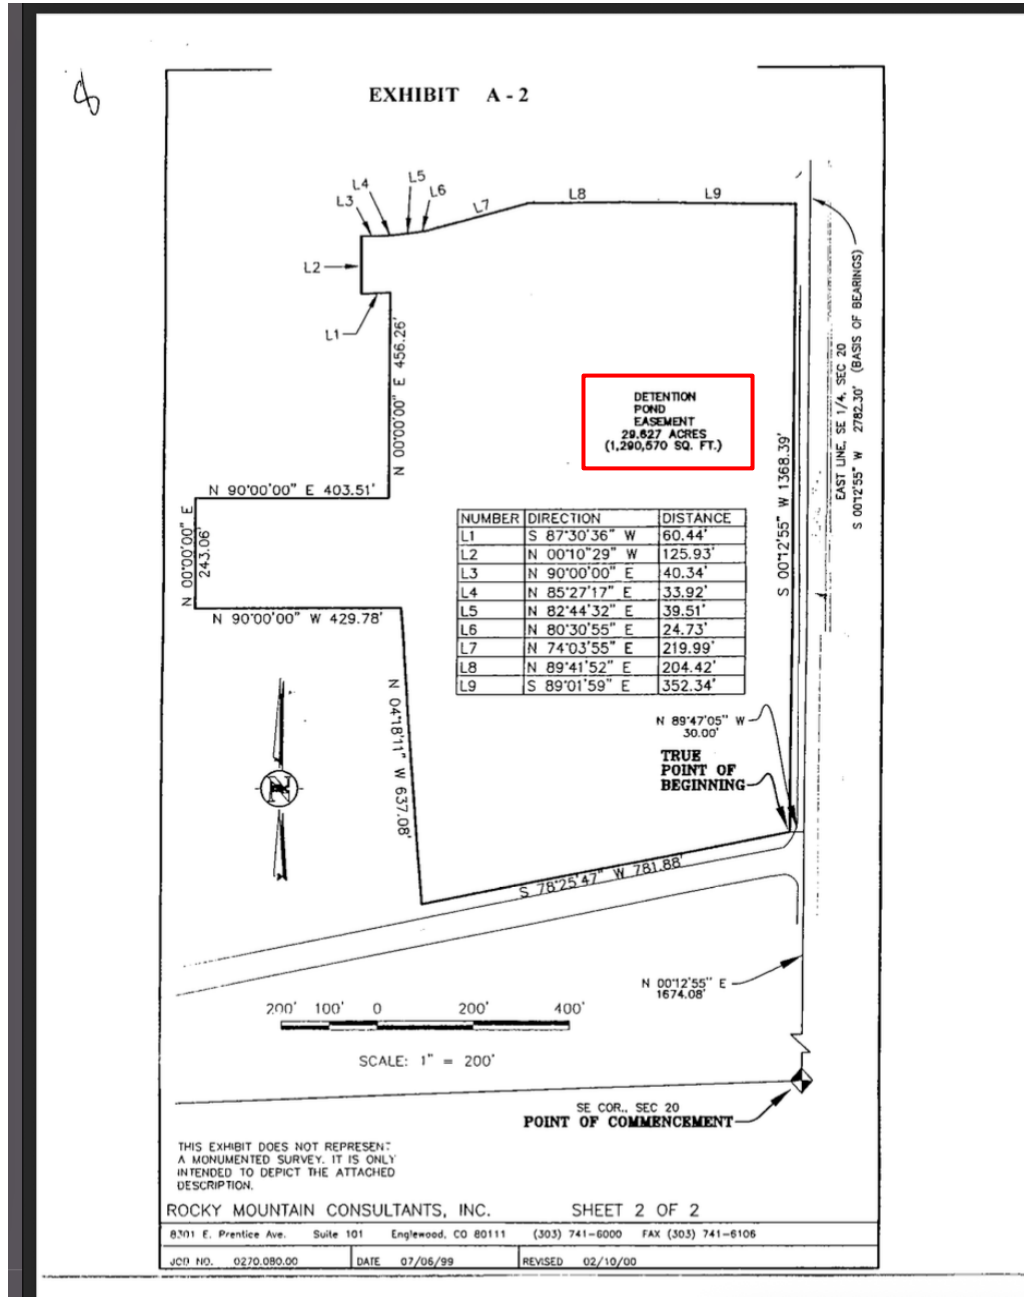 8
EXHIBIT A-2
L5
L4
L6
L3
L7
L8
L9
L2
L1
N 00°00'00" E 456.26'
EAST LINE, SE 1/4, SEC 20
S 00°12'55" W 2782.30' (BASIS OF BEARINGS)
DETENTION
POND
EASEMENT
29.627 ACRES
(1,290,570 SQ. FT.)
S 00°12'55" W 1368.39'
N 90°00'00" E 403.51'
N 00°00'00" E
243.06'
N 90°00'00" W 429.78'
NUMBER DIRECTION DISTANCE
L1 S 87°30'36" W 60.44'
L2 N 00°10'29" W 125.93'
L3 N 90°00'00" E 40.34'
L4 N 85°27'17" E 33.92'
L5 N 82°44'32" E 39.51'
L6 N 80°30'55" E 24.73'
L7 N 74°03'55" E 219.99'
L8 N 89°41'52" E 204.42'
L9 S 89°01'59" E 352.34'
N 04°18'11" W 637.08'
N 89°47'05" W
30.00'
TRUE
POINT OF
BEGINNING
N
S 78°25'47" W 781.88'
N 00°12'55" E
1674.08'
200' 100' 0 200' 400'
SCALE: 1" = 200'
SE COR., SEC 20
POINT OF COMMENCEMENT
THIS EXHIBIT DOES NOT REPRESENT
A MONUMENTED SURVEY. IT IS ONLY
INTENDED TO DEPICT THE ATTACHED
DESCRIPTION.
ROCKY MOUNTAIN CONSULTANTS, INC. SHEET 2 OF 2
8301 E. Prentice Ave. Suite 101 Englewood, CO 80111 (303) 741-6000 FAX (303) 741-6106
JOB NO. 0270.080.00 DATE 07/06/99 REVISED 02/10/00